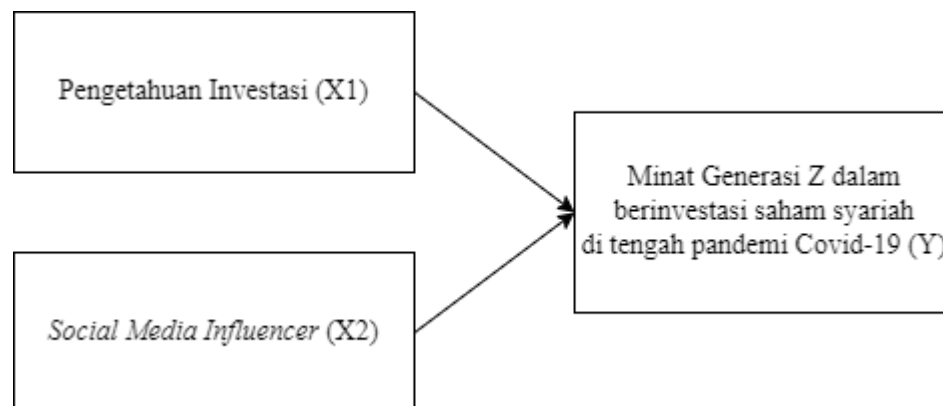 Pengetahuan Investasi (X1)
Minat Generasi Z dalam
berinvestasi saham syariah
di tengah pandemi Covid-19 (Y)
Social Media Influencer (X2)